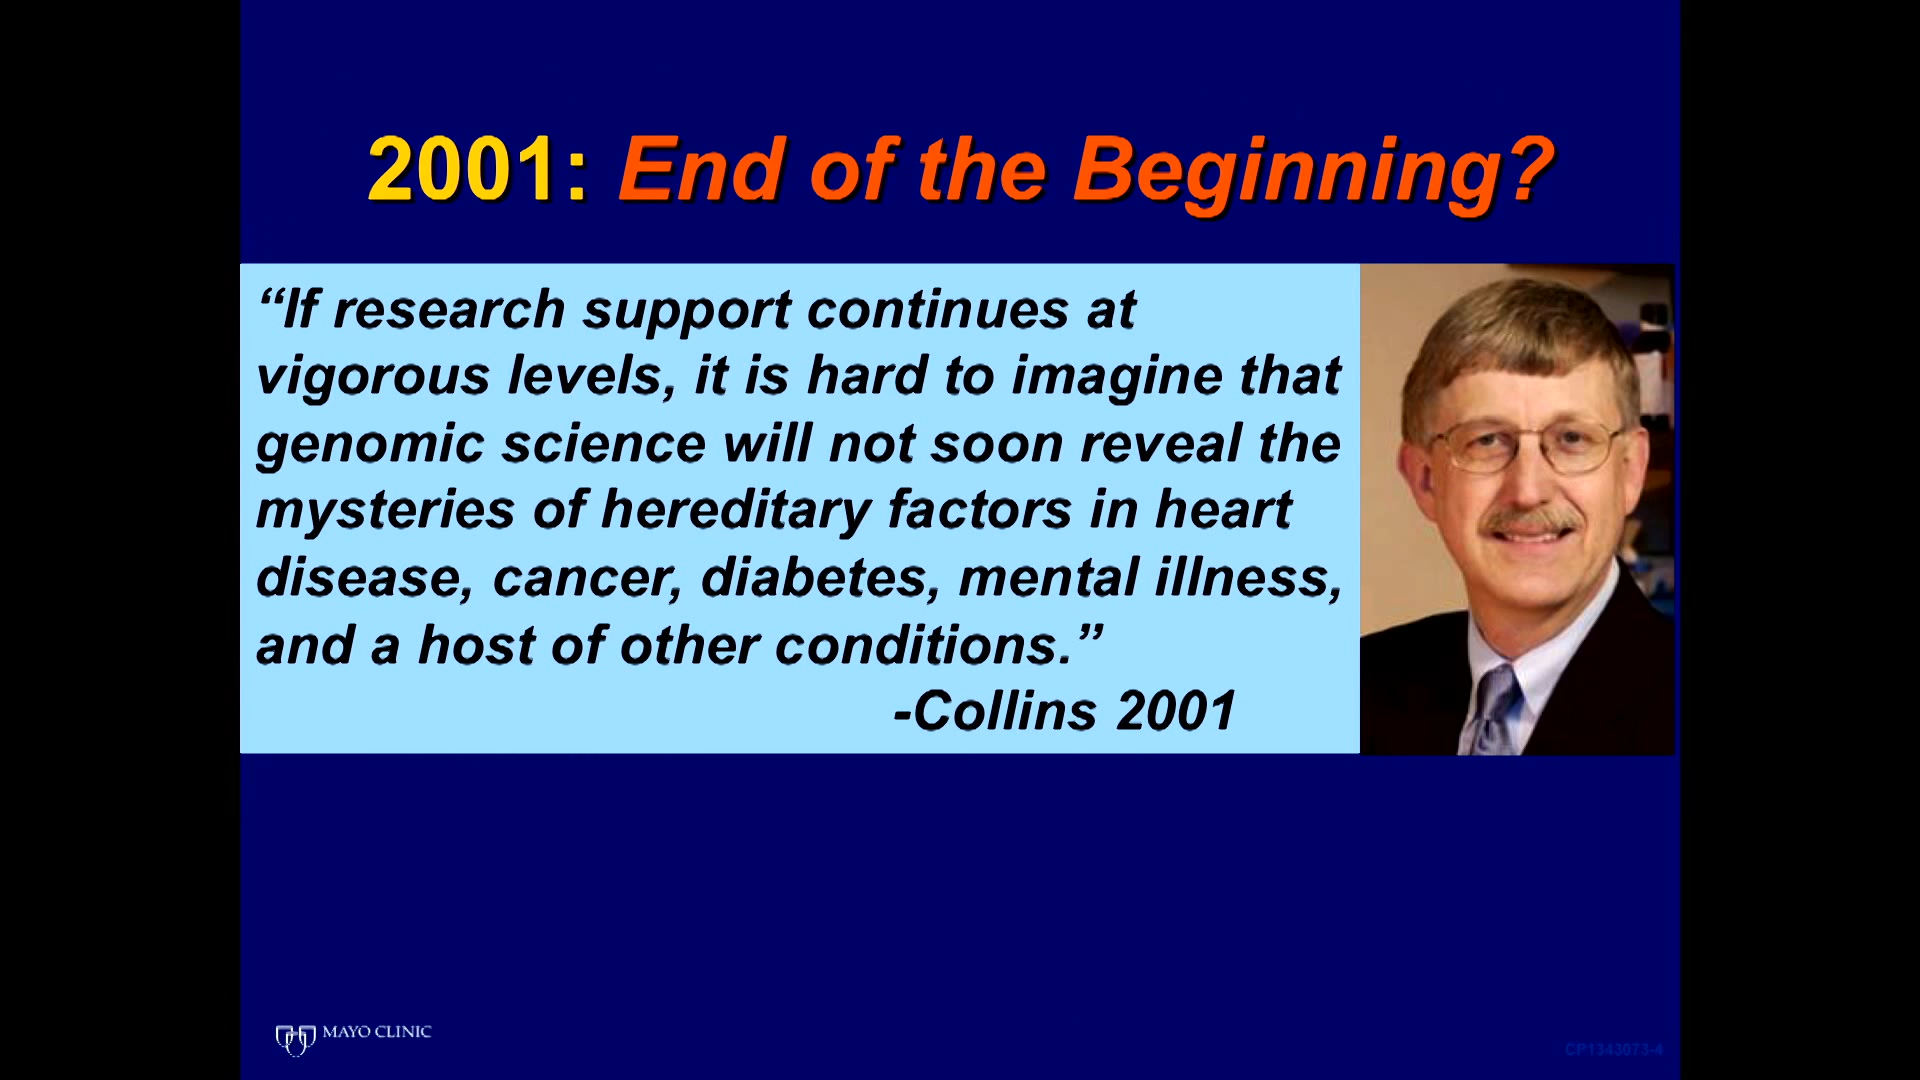 2001: End of the Beginning?
“If research support continues at
vigorous levels, it is hard to imagine that
genomic science will not soon reveal the
mysteries of hereditary factors in heart
disease, cancer, diabetes, mental illness,
and a host of other conditions.”
-Collins 2001
MAYO CLINIC
CP1343073-4